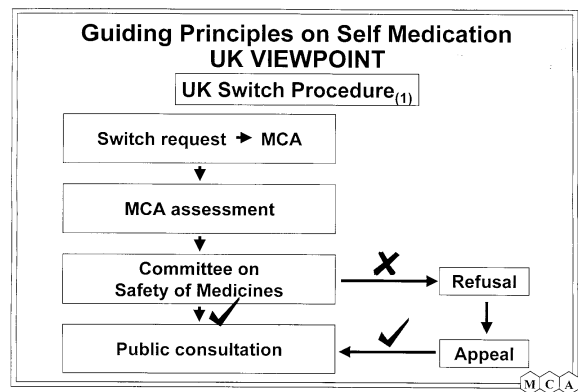 Guiding Principles on Self Medication
UK VIEWPOINT
UK Switch Procedure(1)
Switch request → MCA
MCA assessment
Committee on
Safety of Medicines
Refusal
Public consultation
Appeal
M C A